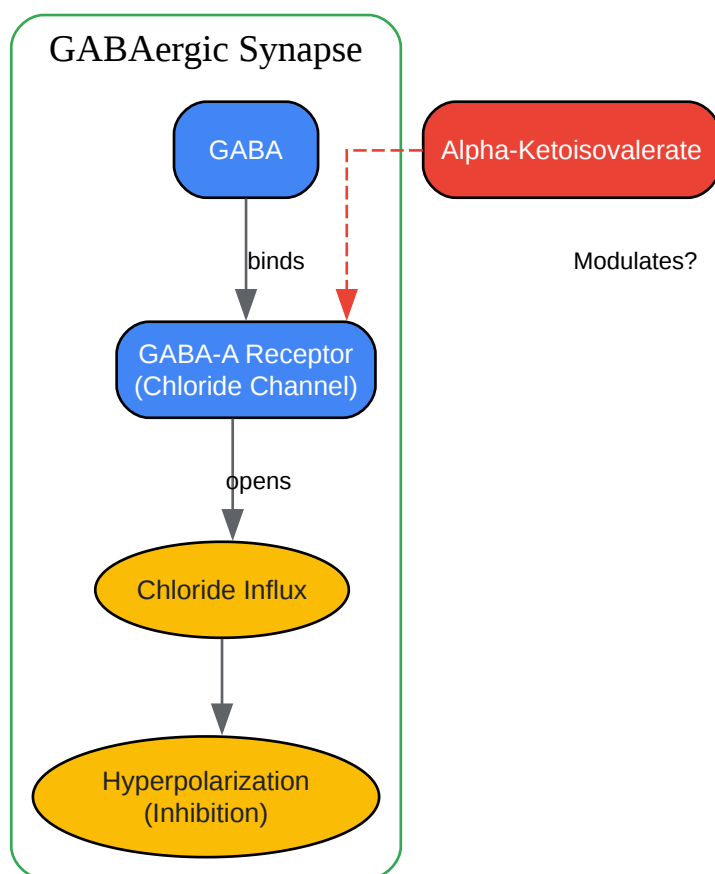 GABAergic Synapse
GABA
Alpha-Ketoisovalerate
binds
Modulates?
GABA-A Receptor
(Chloride Channel)
opens
Chloride Influx
Hyperpolarization
(Inhibition)